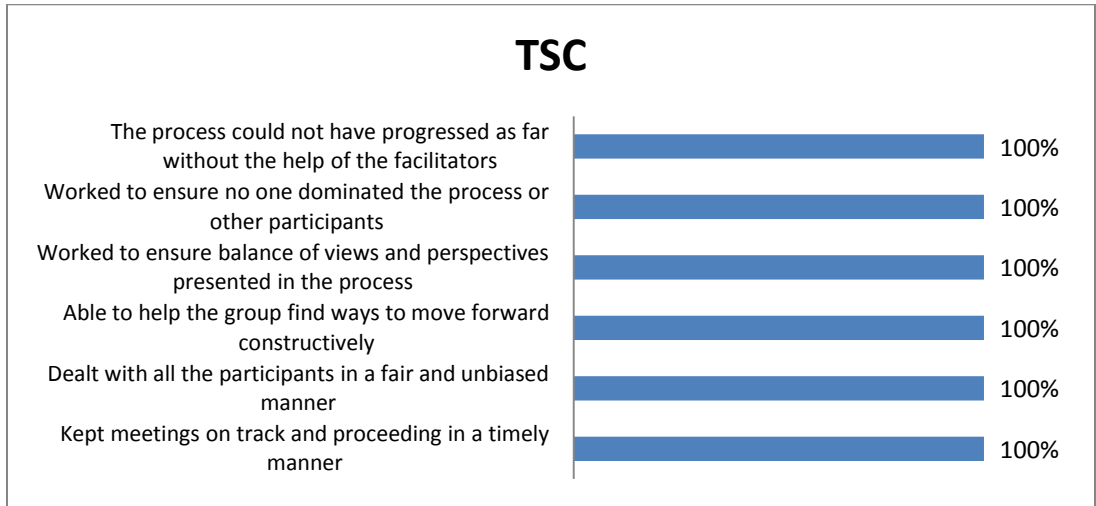 TSC
The process could not have progressed as far
without the help of the facilitators
100%
Worked to ensure no one dominated the process or
other participants
100%
Worked to ensure balance of views and perspectives
presented in the process
100%
Able to help the group find ways to move forward
constructively
100%
Dealt with all the participants in a fair and unbiased
manner
100%
Kept meetings on track and proceeding in a timely
manner
100%